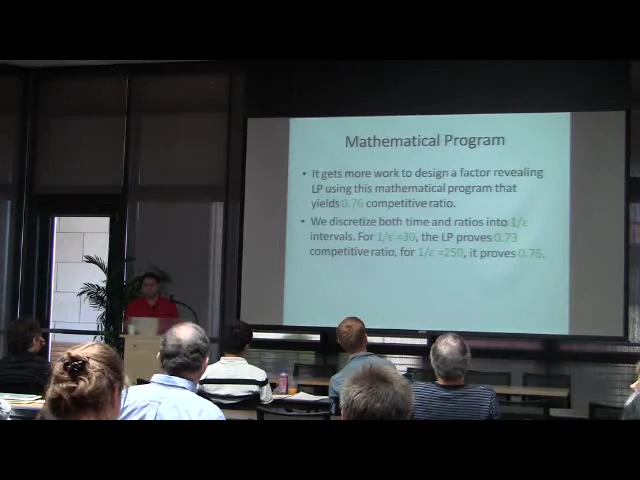 Mathematical Program
• It gets more work to design a factor revealing
LP using this mathematical program that
yields 0.76 competitive ratio.
• We discretize both time and ratios into 1/ε
intervals. For 1/ε =30, the LP proves 0.73
competitive ratio, for 1/ε =250, it proves 0.76.